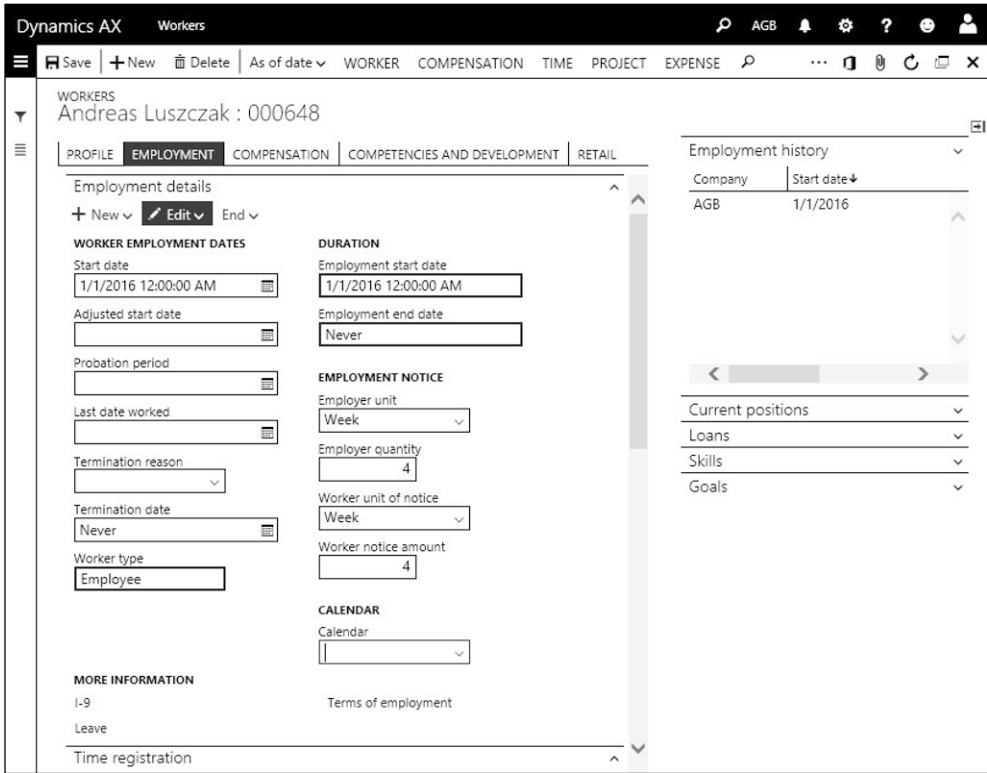 Dynamics AX Workers AGB ?
Save + New Delete As of date WORKER COMPENSATION TIME PROJECT EXPENSE ...
WORKERS
Andreas Luszczak : 000648
PROFILE EMPLOYMENT COMPENSATION COMPETENCIES AND DEVELOPMENT RETAIL
Employment details
+ New Edit End
WORKER EMPLOYMENT DATES
Start date
1/1/2016 12:00:00 AM
Adjusted start date
Probation period
Last date worked
Termination reason
Termination date
Never
Worker type
Employee
DURATION
Employment start date
1/1/2016 12:00:00 AM
Employment end date
Never
EMPLOYMENT NOTICE
Employer unit
Week
Employer quantity
4
Worker unit of notice
Week
Worker notice amount
4
CALENDAR
Calendar
MORE INFORMATION
I-9 Terms of employment
Leave
Time registration
Employment history
Company Start date
AGB 1/1/2016
Current positions
Loans
Skills
Goals